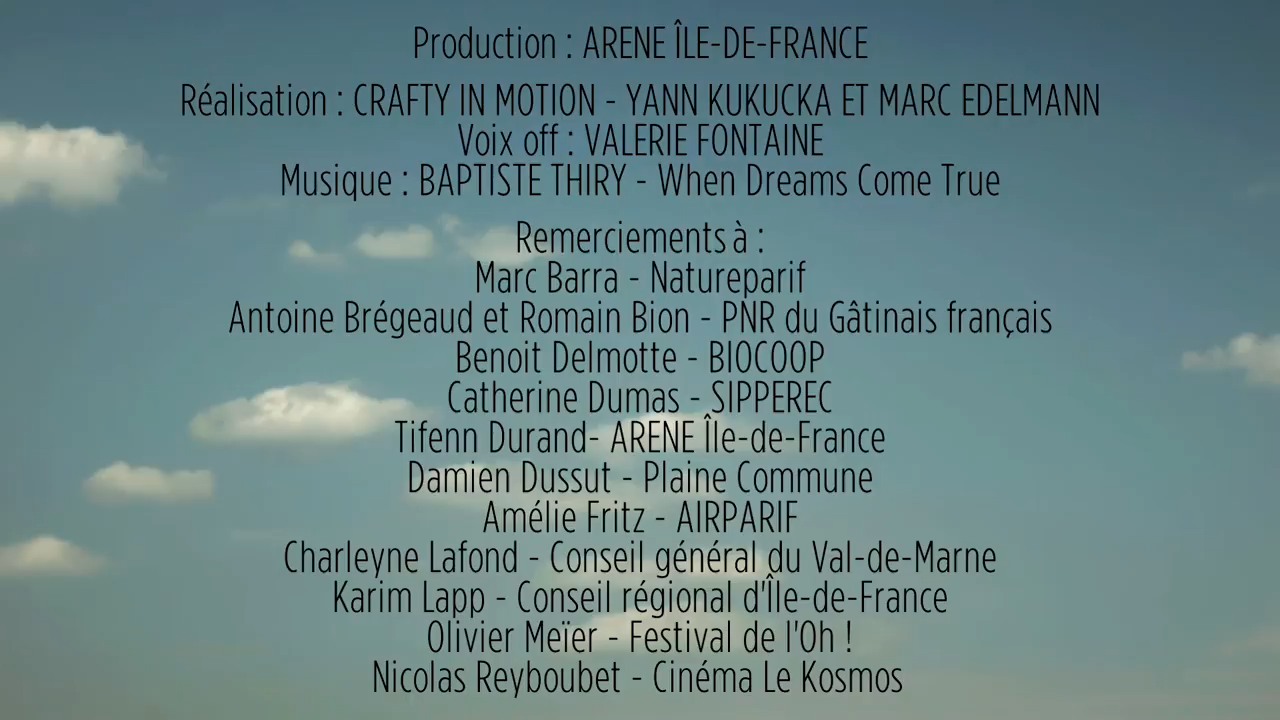 Production : ARENE ÎLE-DE-FRANCE
Réalisation : CRAFTY IN MOTION - YANN KUKUCKA ET MARC EDELMANN
Voix off : VALERIE FONTAINE
Musique : BAPTISTE THIRY - When Dreams Come True
Remerciements à :
Marc Barra - Natureparif
Antoine Brégeaud et Romain Bion - PNR du Gâtinais français
Benoit Delmotte - BIOCOOP
Catherine Dumas - SIPPEREC
Tifenn Durand- ARENE Île-de-France
Damien Dussut - Plaine Commune
Amélie Fritz - AIRPARIF
Charleyne Lafond - Conseil général du Val-de-Marne
Karim Lapp - Conseil régional d'Île-de-France
Olivier Meïer - Festival de l'Oh !
Nicolas Reyboubet - Cinéma Le Kosmos